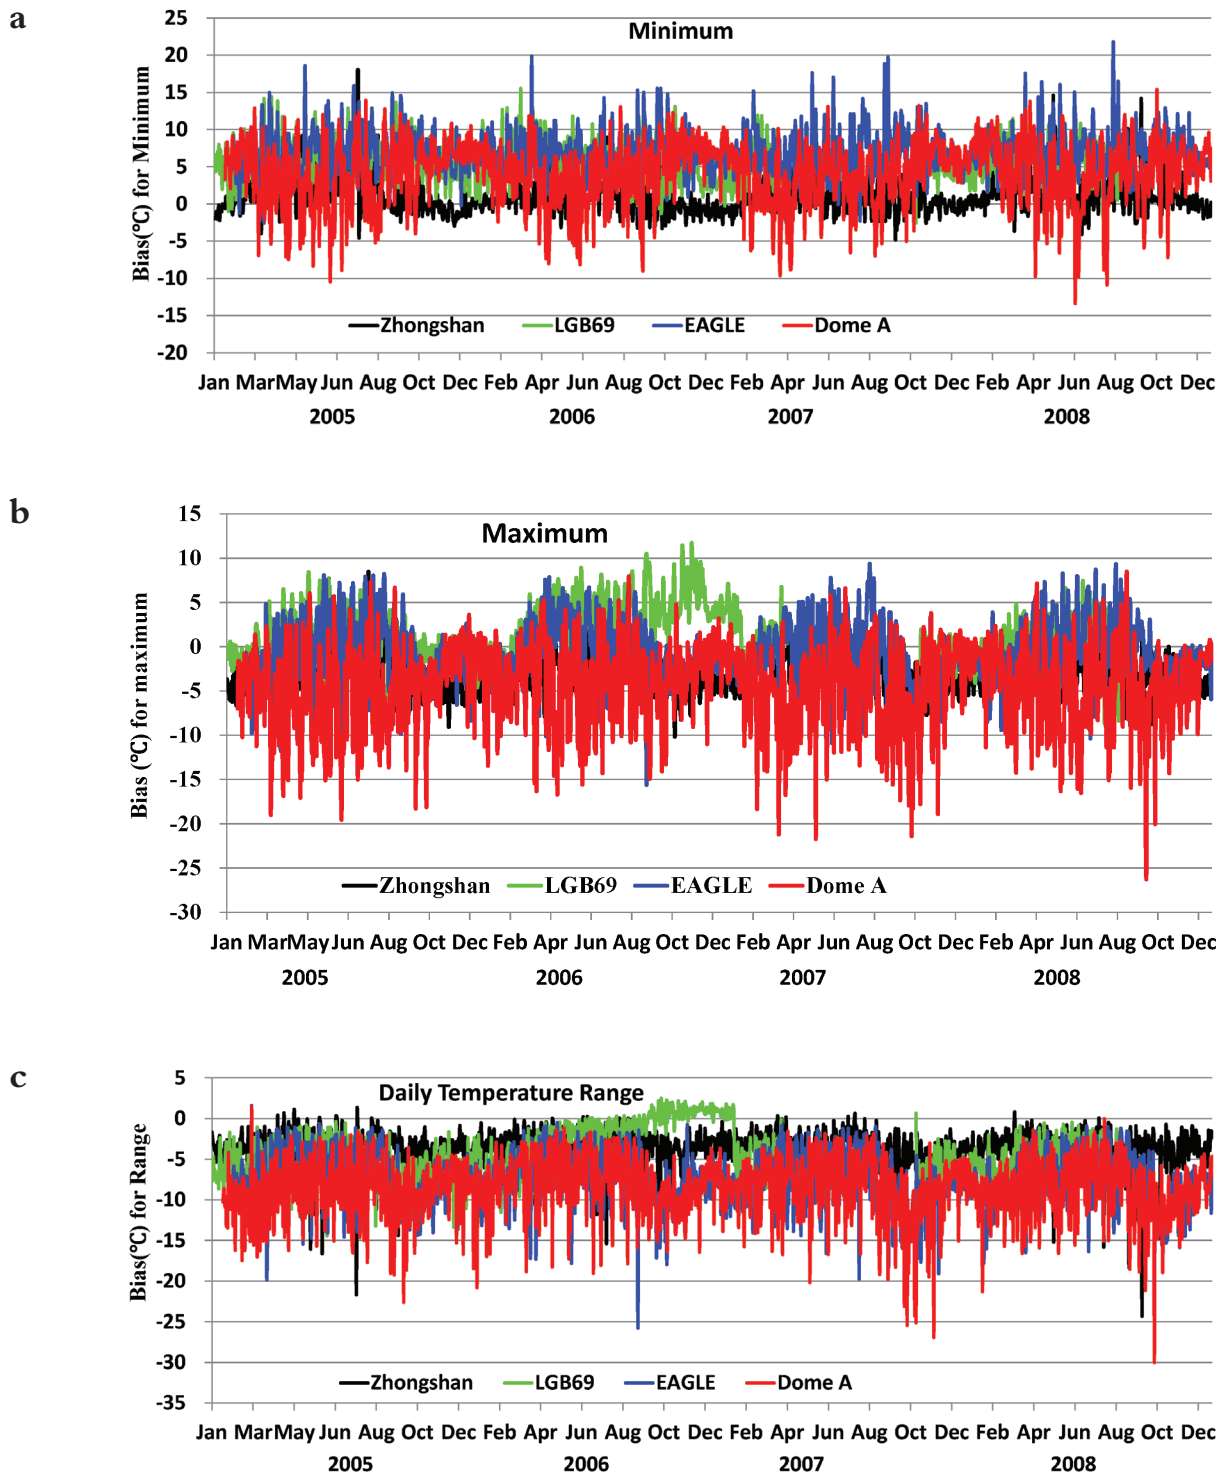 a
Minimum
Bias(℃) for Minimum
25
20
15
10
5
0
-5
-10
-15
-20
Zhongshan LGB69 EAGLE Dome A
Jan Mar May Jun Aug Oct Dec Feb Apr Jun Aug Oct Dec Feb Apr Jun Aug Oct Dec Feb Apr Jun Aug Oct Dec
2005 2006 2007 2008
b
Maximum
Bias (℃) for maximum
15
10
5
0
-5
-10
-15
-20
-25
-30
Zhongshan LGB69 EAGLE Dome A
Jan Mar May Jun Aug Oct Dec Feb Apr Jun Aug Oct Dec Feb Apr Jun Aug Oct Dec Feb Apr Jun Aug Oct Dec
2005 2006 2007 2008
c
Daily Temperature Range
Bias(℃) for Range
5
0
-5
-10
-15
-20
-25
-30
-35
Zhongshan LGB69 EAGLE Dome A
Jan Mar May Jun Aug Oct Dec Feb Apr Jun Aug Oct Dec Feb Apr Jun Aug Oct Dec Feb Apr Jun Aug Oct Dec
2005 2006 2007 2008